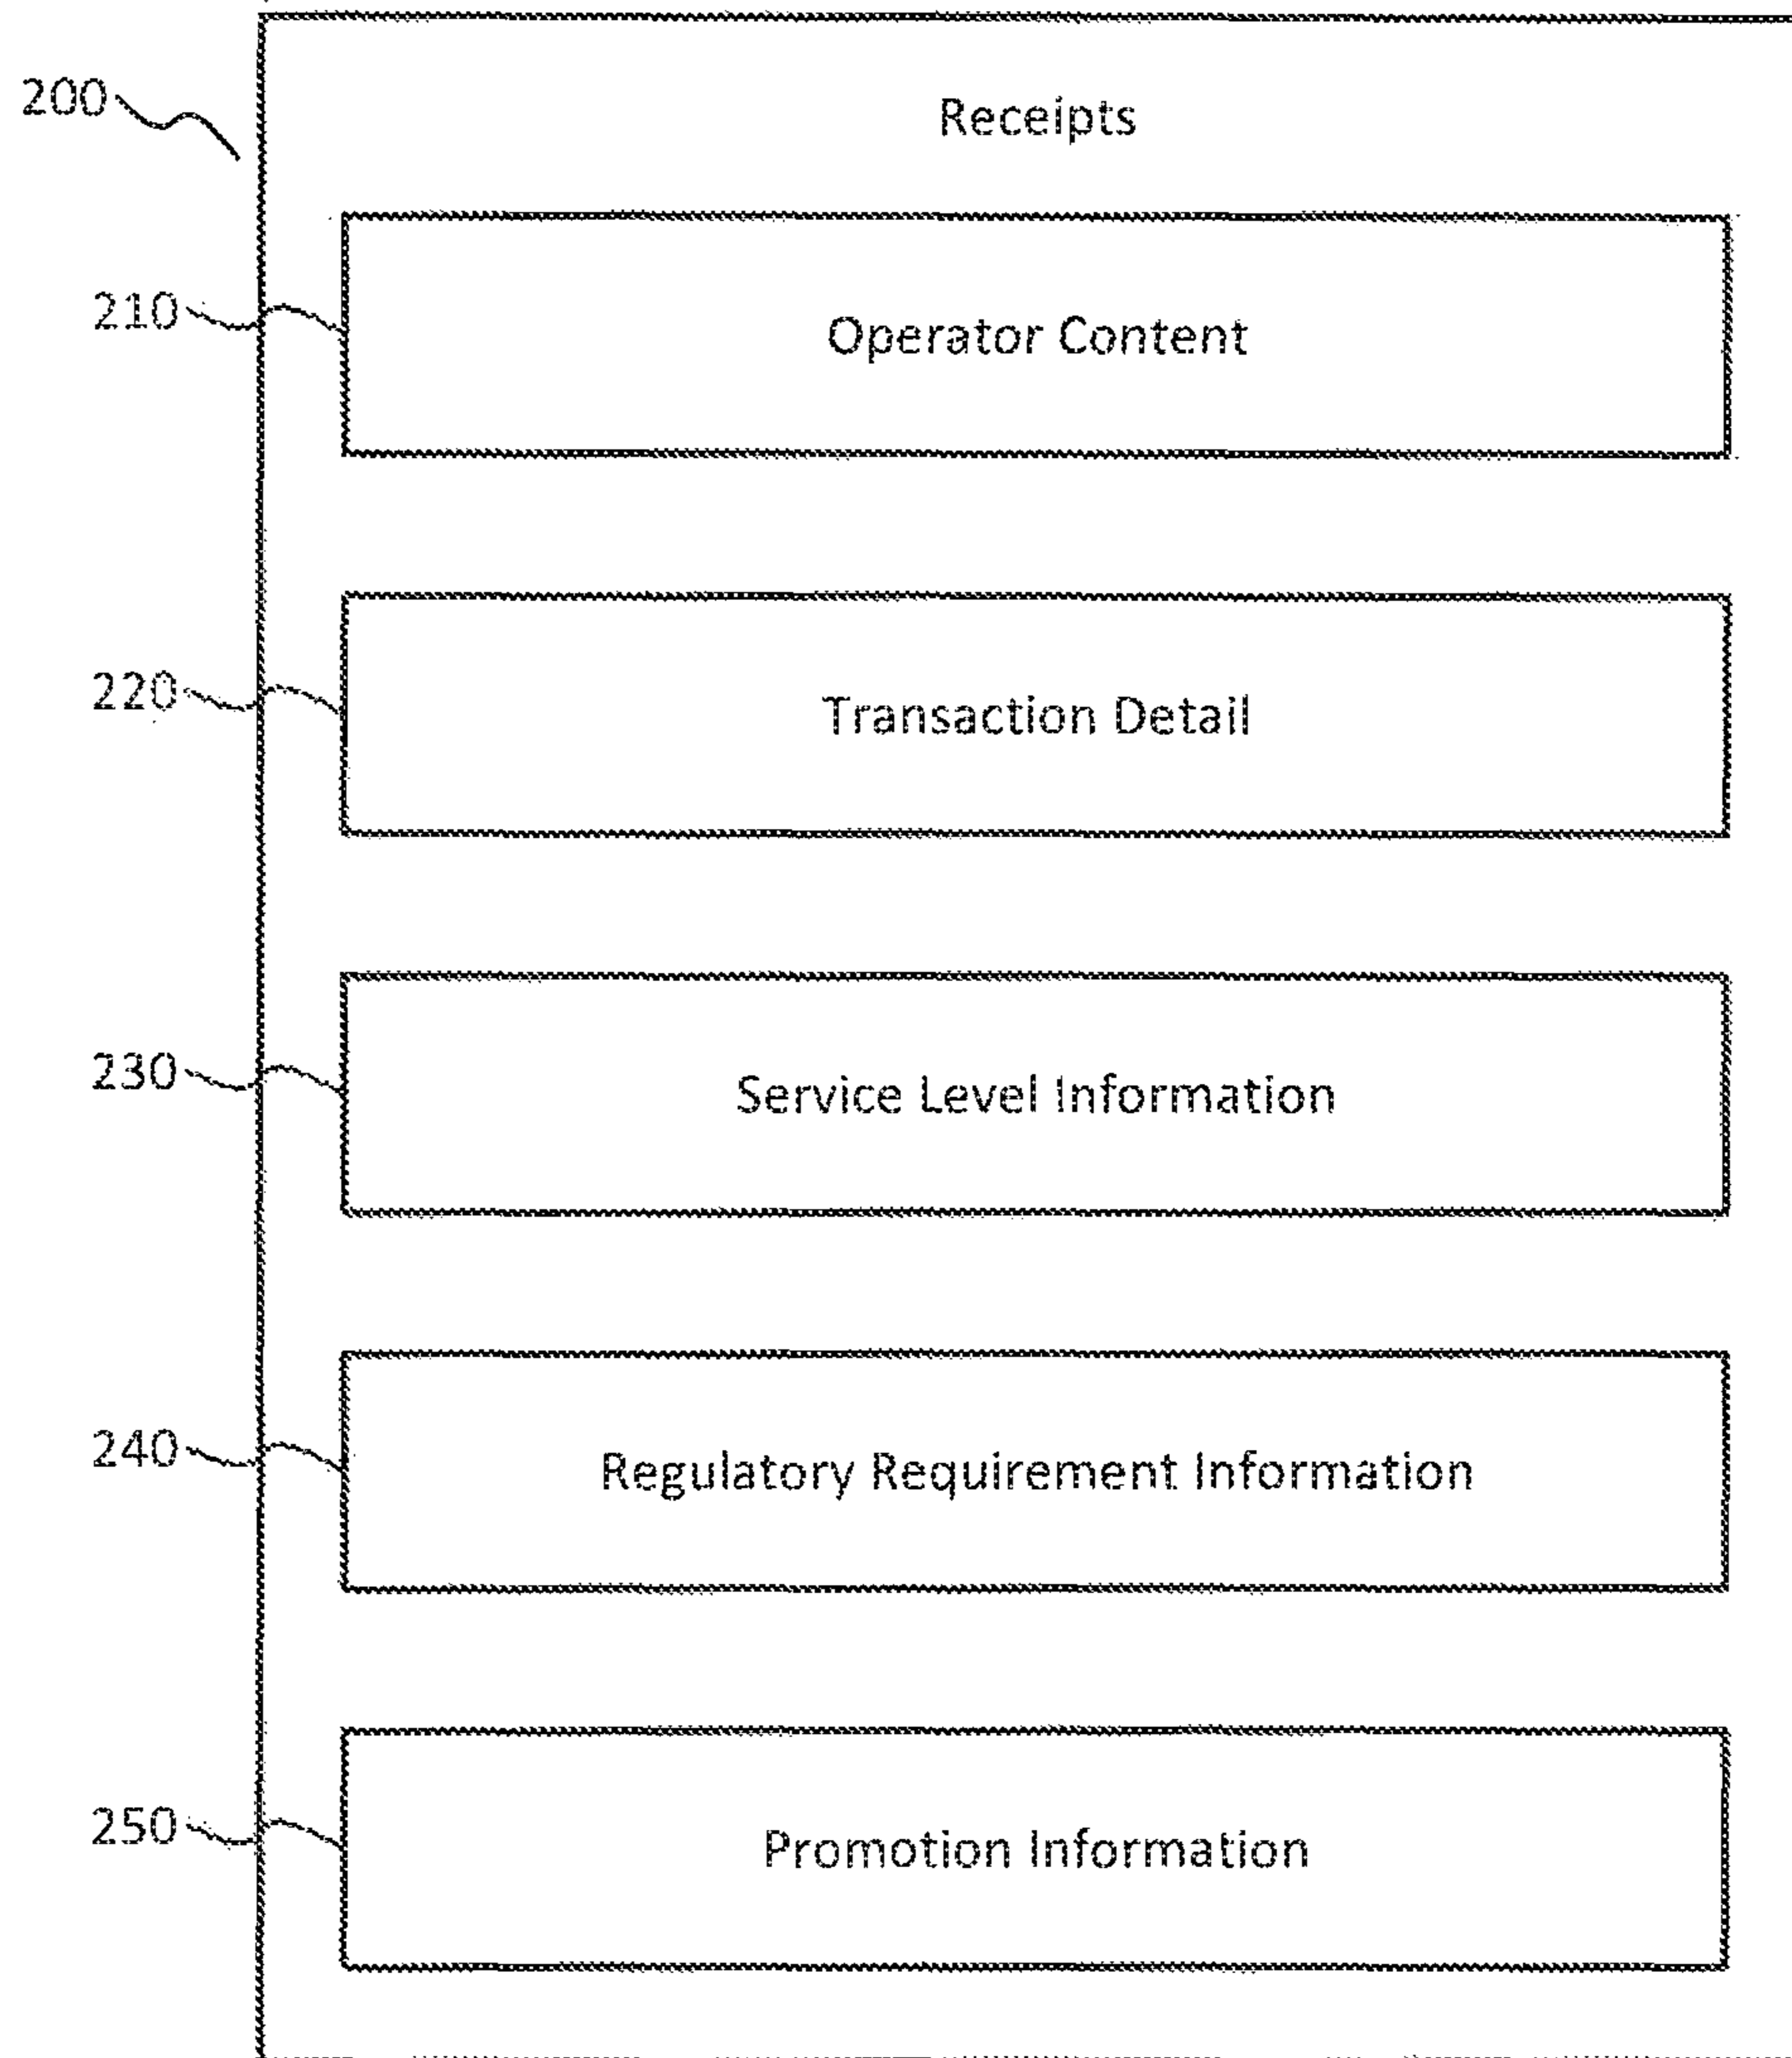 200
Receipts
210
Operator Content
220
Transaction Detail
230
Service Level Information
240
Regulatory Requirement Information
250
Promotion Information